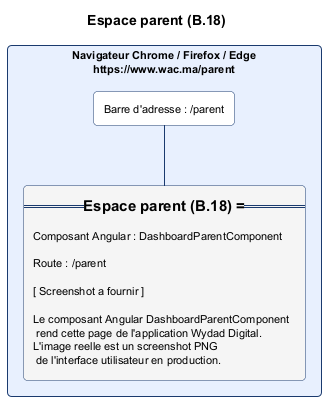 Espace parent (B.18)
Navigateur Chrome / Firefox / Edge
https://www.wac.ma/parent
Barre d'adresse : /parent
Espace parent (B.18) =
Composant Angular : DashboardParentComponent
Route : /parent
[ Screenshot a fournir ]
Le composant Angular DashboardParentComponent
rend cette page de l'application Wydad Digital.
L'image reelle est un screenshot PNG
de l'interface utilisateur en production.